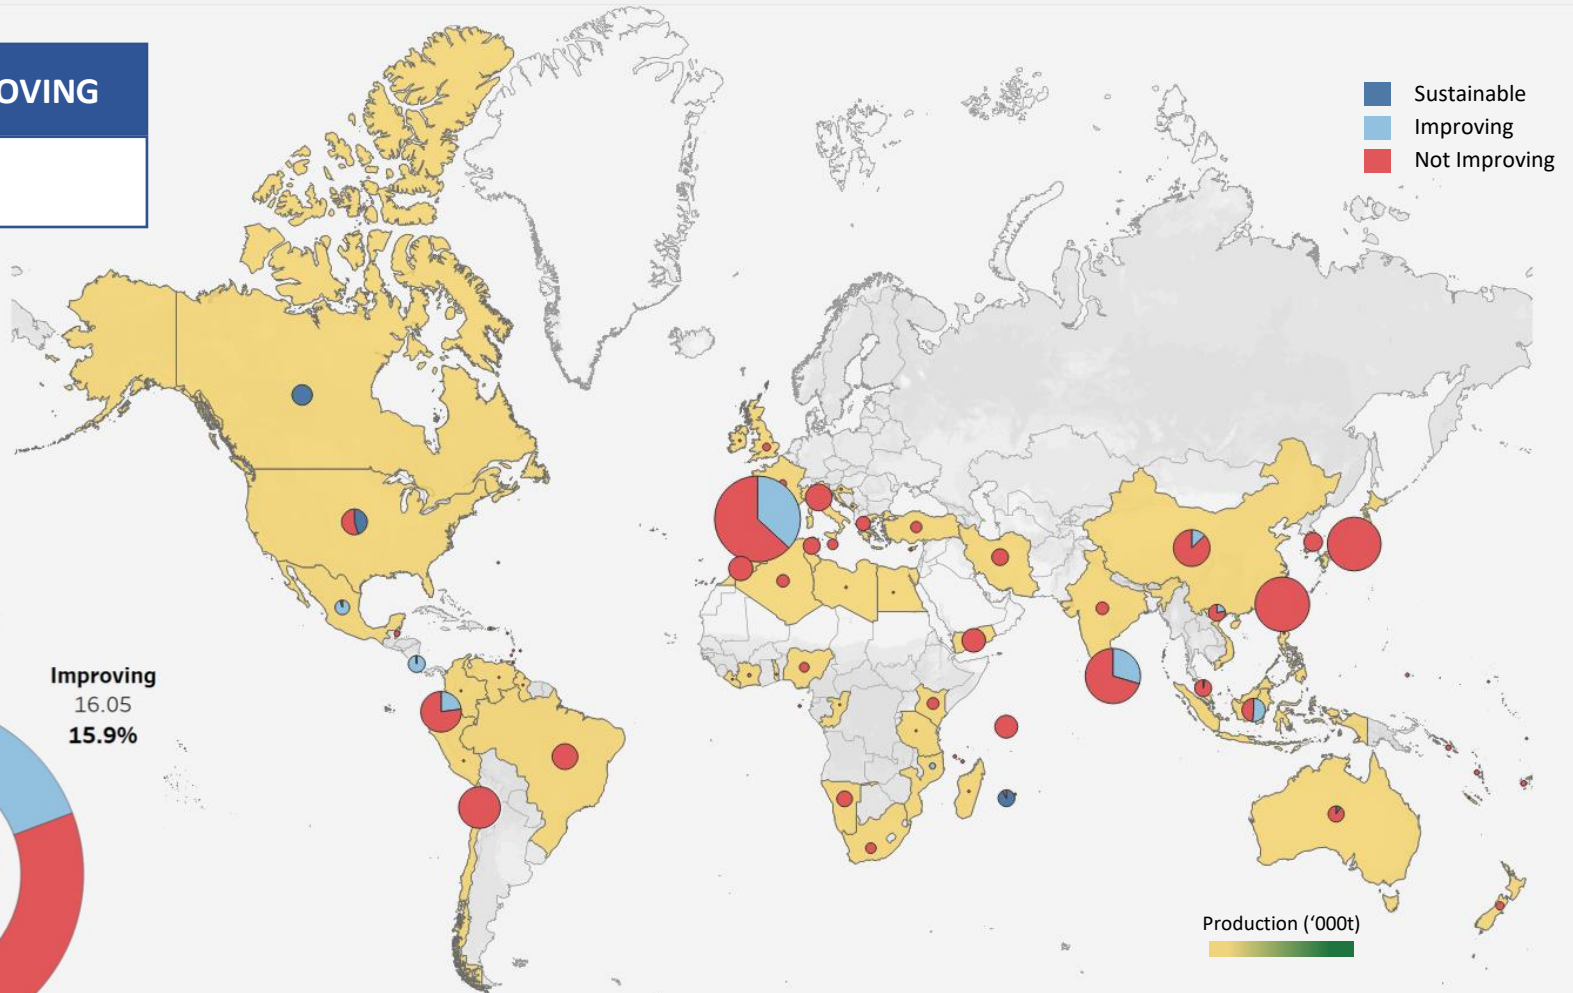 OVING
Sustainable
Improving
Not Improving
Improving
16.05
15.9%
Production (‘000t)